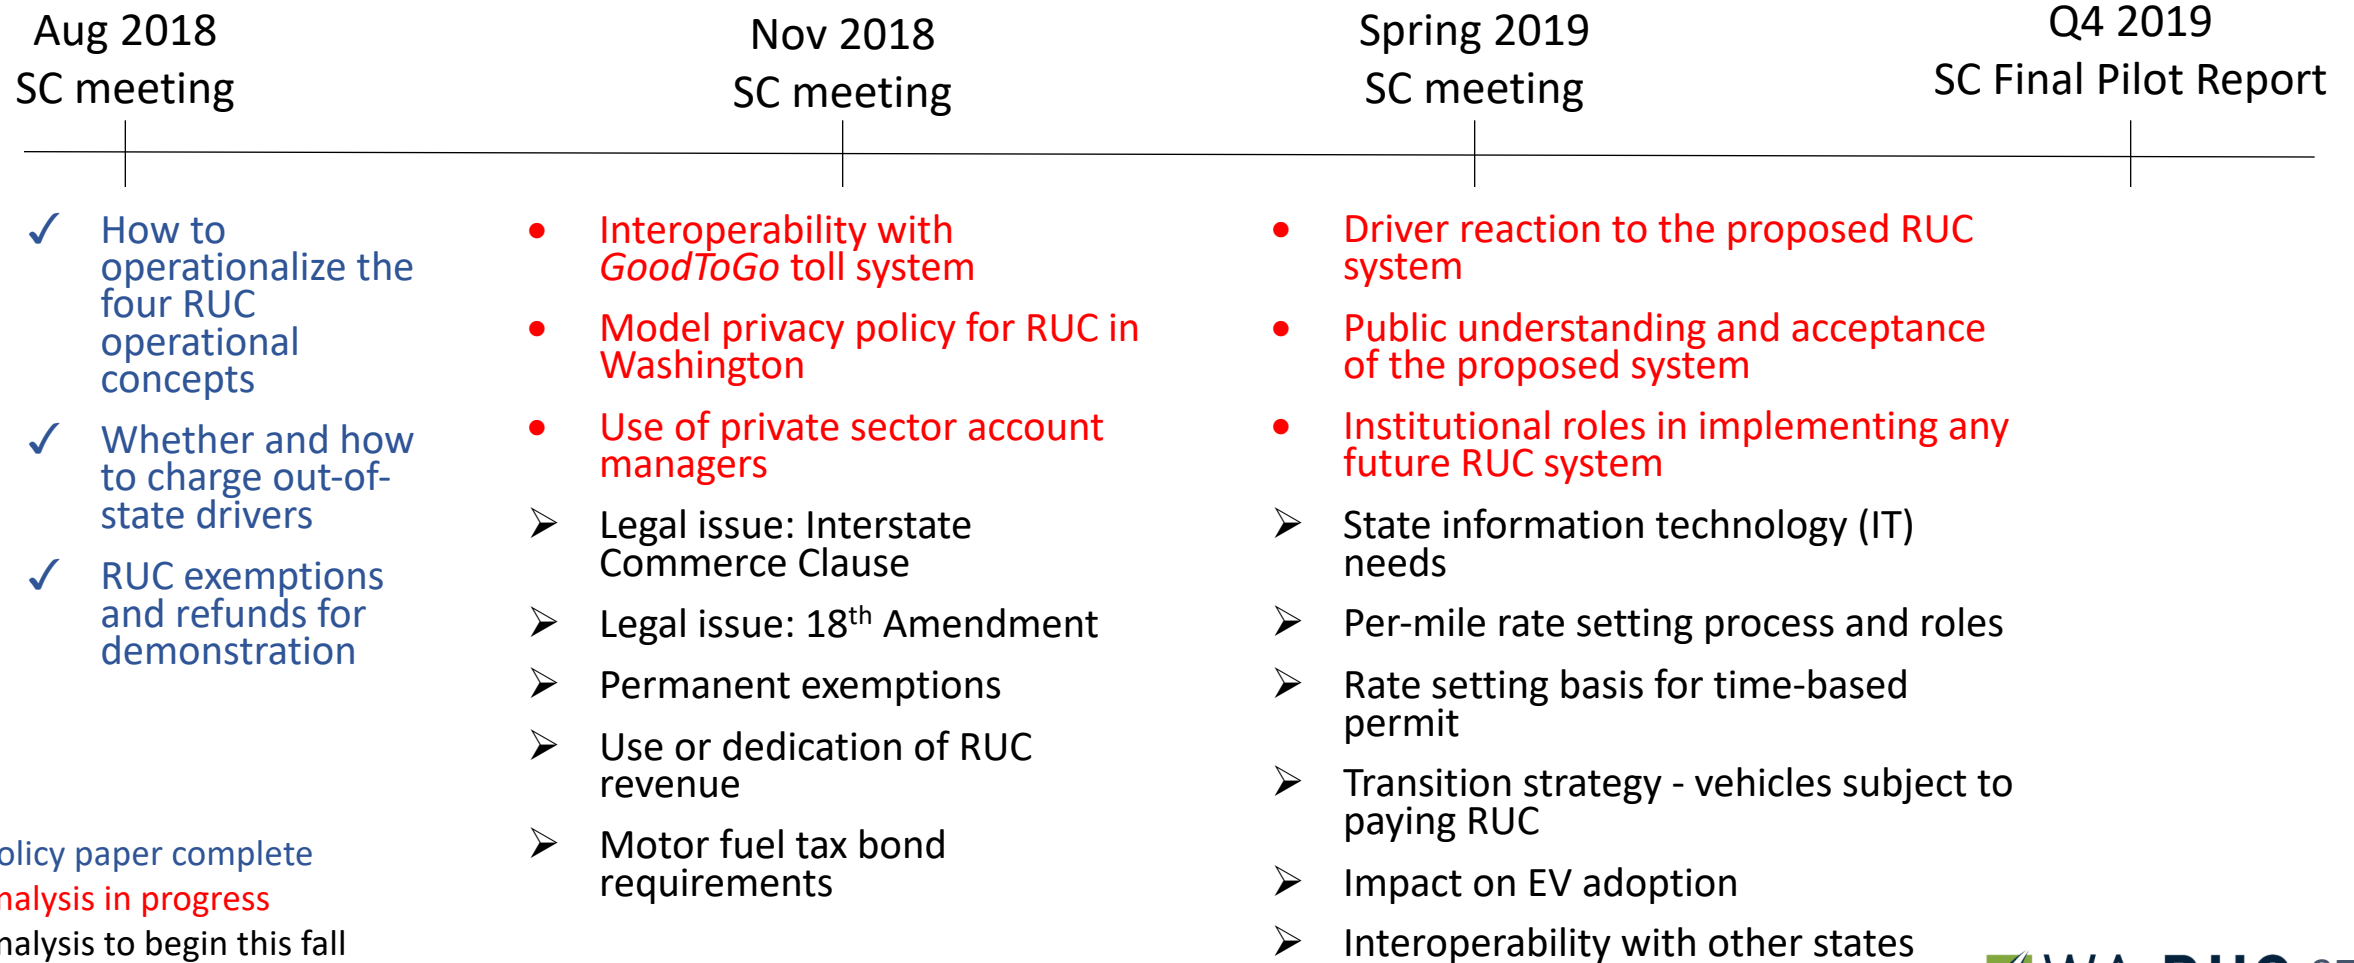 Aug 2018
SC meeting
Nov 2018
SC meeting
Spring 2019
SC meeting
Q4 2019
SC Final Pilot Report
✓ How to
operationalize the
four RUC
operational
concepts
✓ Whether and how
to charge out-of-
state drivers
✓ RUC exemptions
and refunds for
demonstration
• Interoperability with
GoodToGo toll system
• Model privacy policy for RUC in
Washington
• Use of private sector account
managers
➢ Legal issue: Interstate
Commerce Clause
➢ Legal issue: 18th Amendment
➢ Permanent exemptions
➢ Use or dedication of RUC
revenue
➢ Motor fuel tax bond
requirements
• Driver reaction to the proposed RUC
system
• Public understanding and acceptance
of the proposed system
• Institutional roles in implementing any
future RUC system
➢ State information technology (IT)
needs
➢ Per-mile rate setting process and roles
➢ Rate setting basis for time-based
permit
➢ Transition strategy - vehicles subject to
paying RUC
➢ Impact on EV adoption
➢ Interoperability with other states
olicy paper complete
nalysis in progress
nalysis to begin this fall
WA RUC